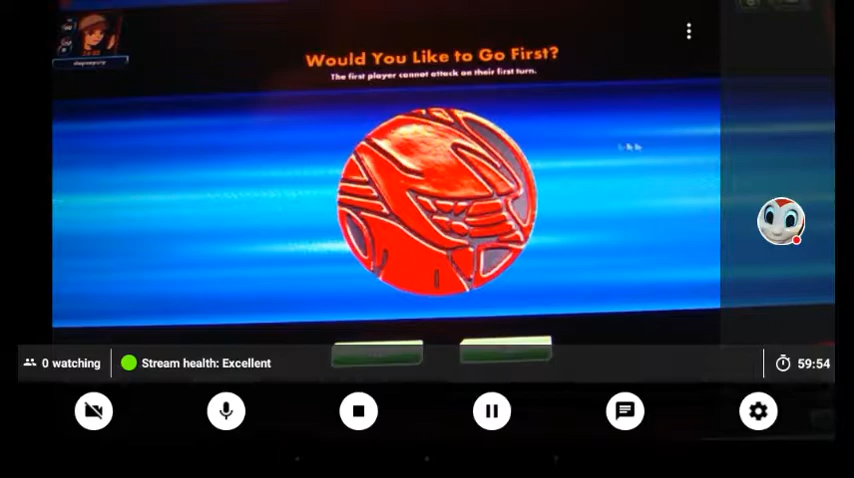 Would You Like to Go First?
The first player cannot attack on their first turn.
0 watching
Stream health: Excellent
59:54